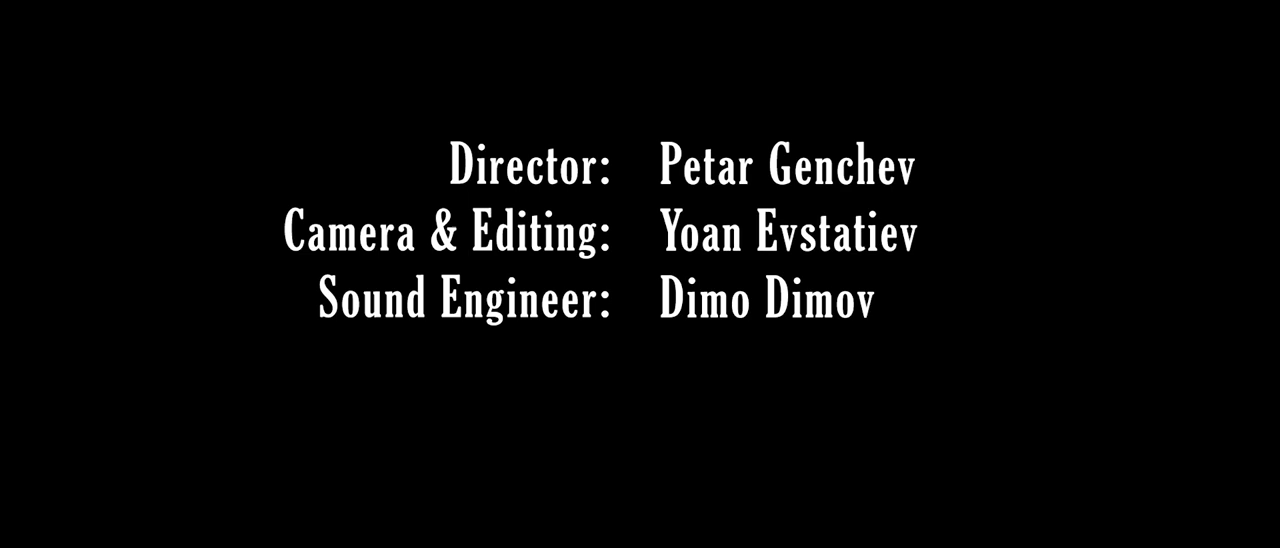 Director: Petar Genchev
Camera & Editing: Yoan Evstatiev
Sound Engineer: Dimo Dimov